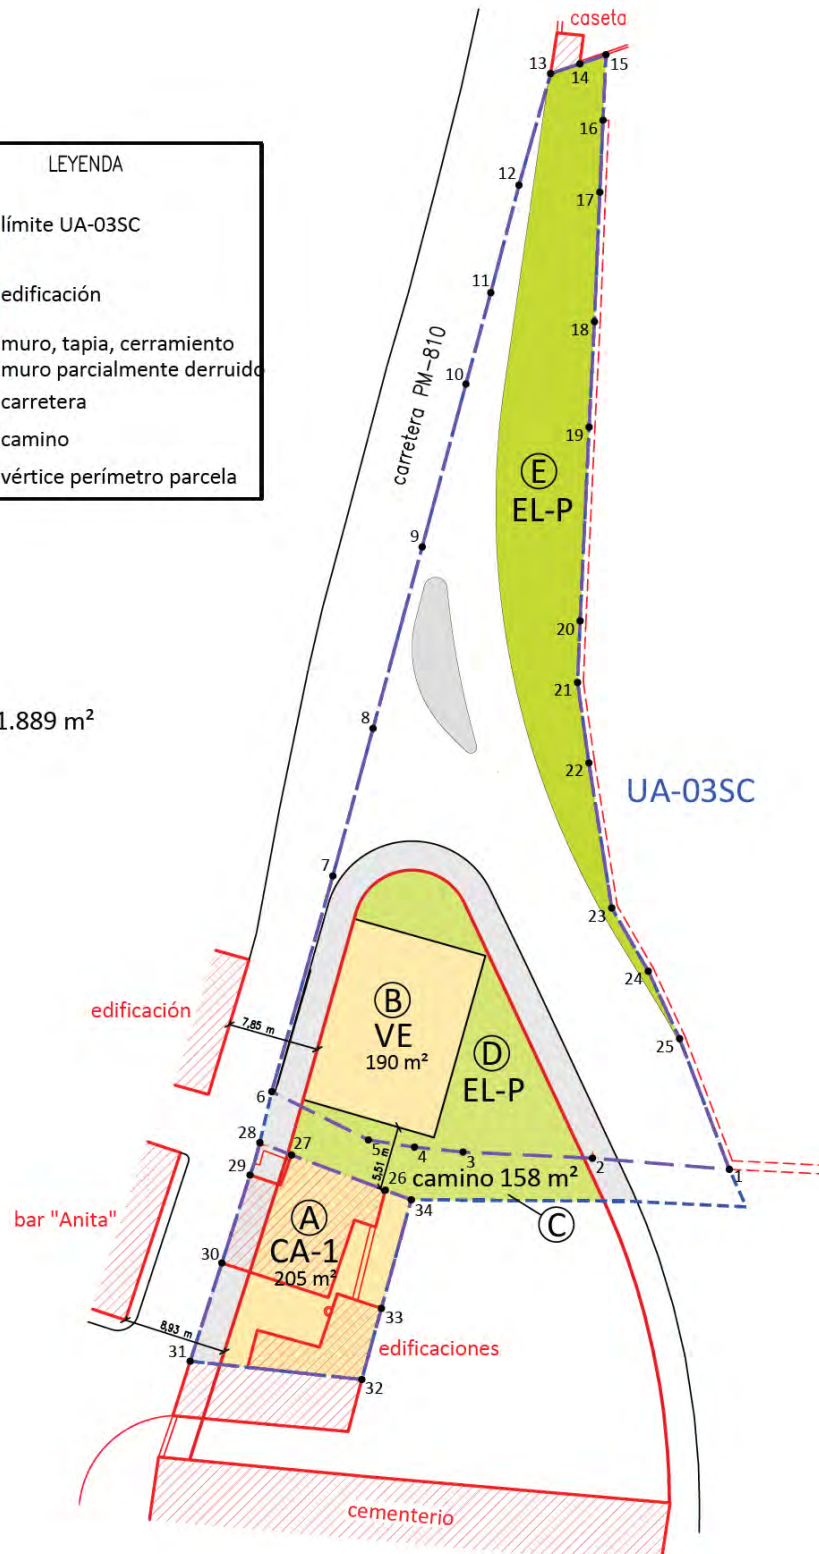 caseta
13
14
15
16
LEYENDA
12
17
límite UA-03SC
11
edificación
18
muro, tapia, cerramiento
muro parcialmente derruido
10
carretera PM-810
carretera
19
camino
E
vértice perímetro parcela
EL-P
9
20
21
1.889 m²
8
22
UA-03SC
7
23
24
edificación
B
7,85 m
VE
190 m²
D
25
EL-P
6
28
27
5
4
3
2
1
29
5,51
26
camino 158 m²
34
bar "Anita"
A
C
CA-1
30
205 m²
33
8,93 m
edificaciones
31
32
cementerio